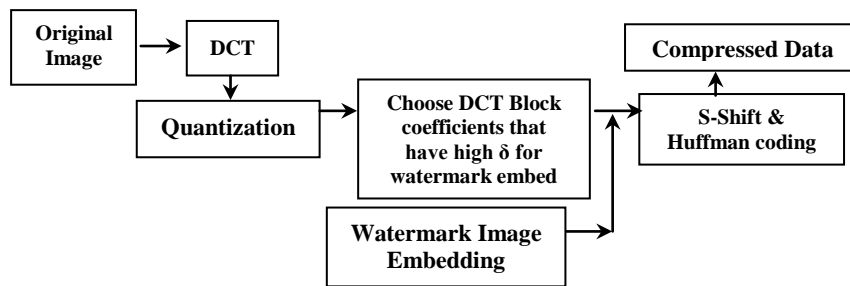 Original
Image
DCT
Quantization
Choose DCT Block
coefficients that
have high δ for
watermark embed
Watermark Image
Embedding
S-Shift &
Huffman coding
Compressed Data